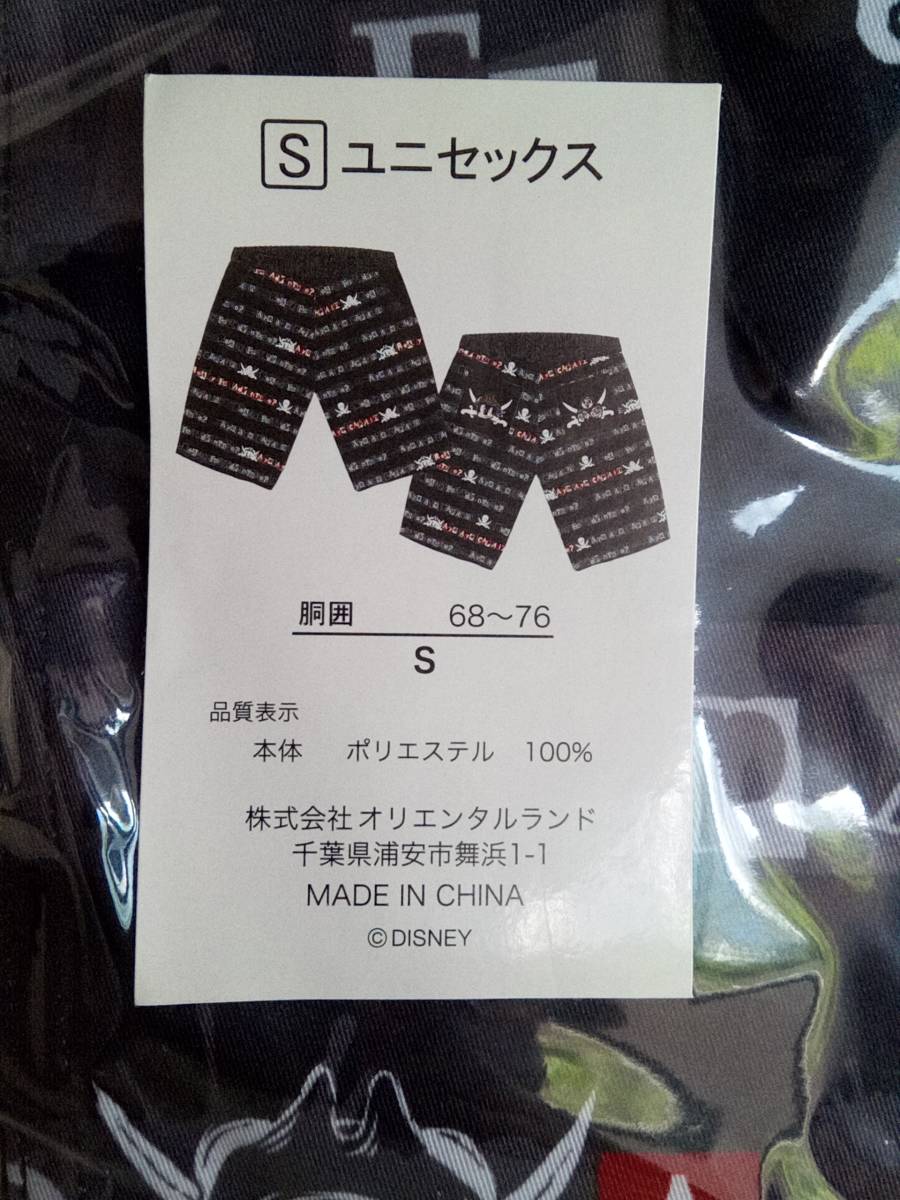 E
S ユニセックス
胴囲 68〜76
S
品質表示
本体 ポリエステル 100%
株式会社オリエンタルランド
千葉県浦安市舞浜1-1
MADE IN CHINA
©DISNEY